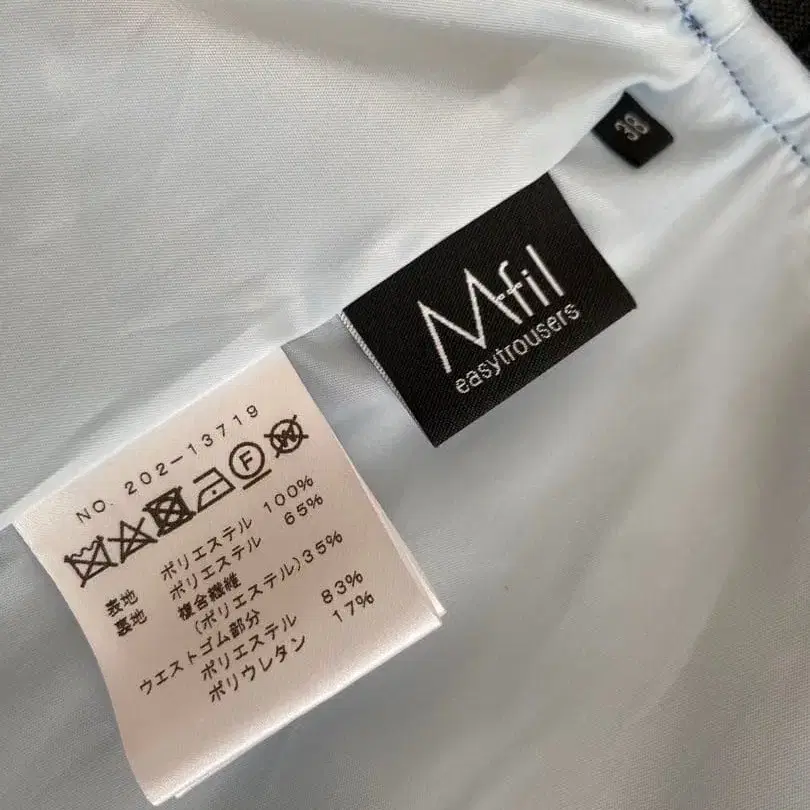 38
M-fil
easytrousers
NO. 202-13719
F
W
表地 ポリエステル 100%
裏地 ポリエステル 65%
複合繊維
(ポリエステル)35%
ウエストゴム部分
ポリエステル 83%
ポリウレタン 17%